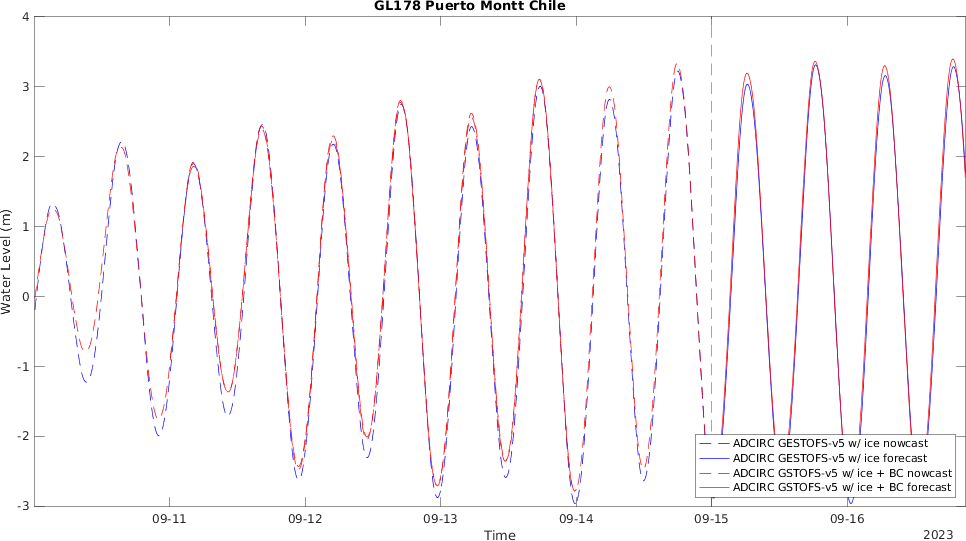 GL178 Puerto Montt Chile
4
3
2
1
0
-1
-2
-3
Water Level (m)
ADCIRC GESTOFS-v5 w/ ice nowcast
ADCIRC GESTOFS-v5 w/ ice forecast
ADCIRC GSTOFS-v5 w/ ice + BC nowcast
ADCIRC GSTOFS-v5 w/ ice + BC forecast
09-11 09-12 09-13 09-14 09-15 09-16
Time
2023